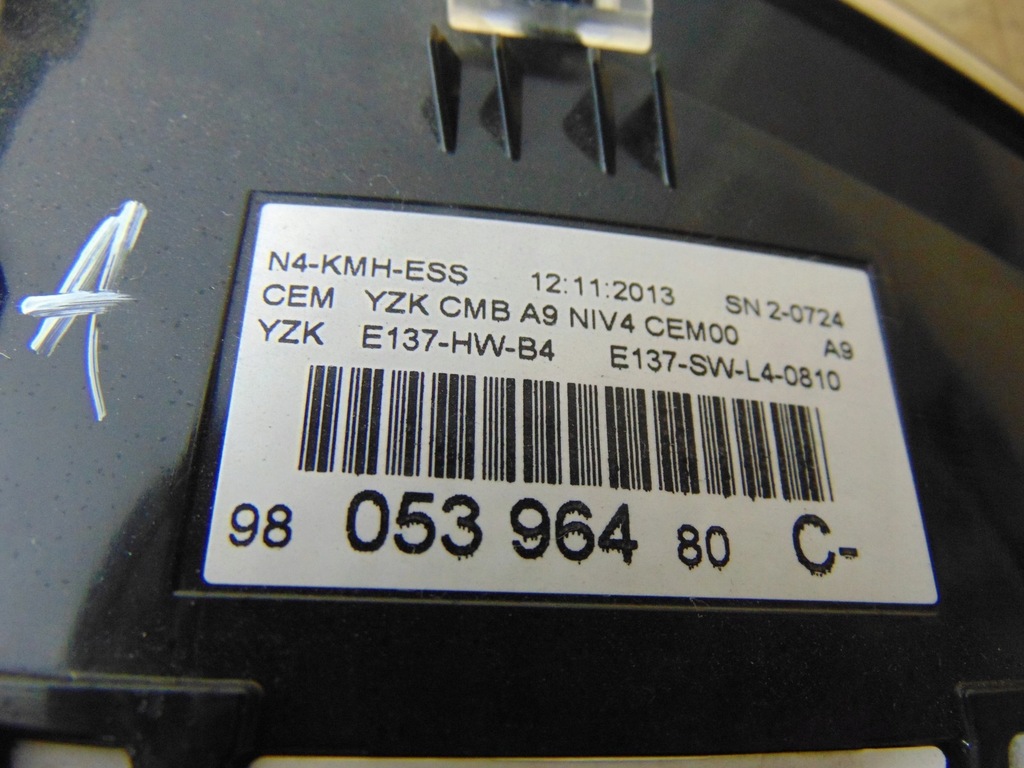 A
N4-KMH-ESS 12:11:2013 SN 2-0724
CEM YZK CMB A9 NIV4 CEM00 A9
YZK E137-HW-B4 E137-SW-L4-0810
98 053 964 80 C-